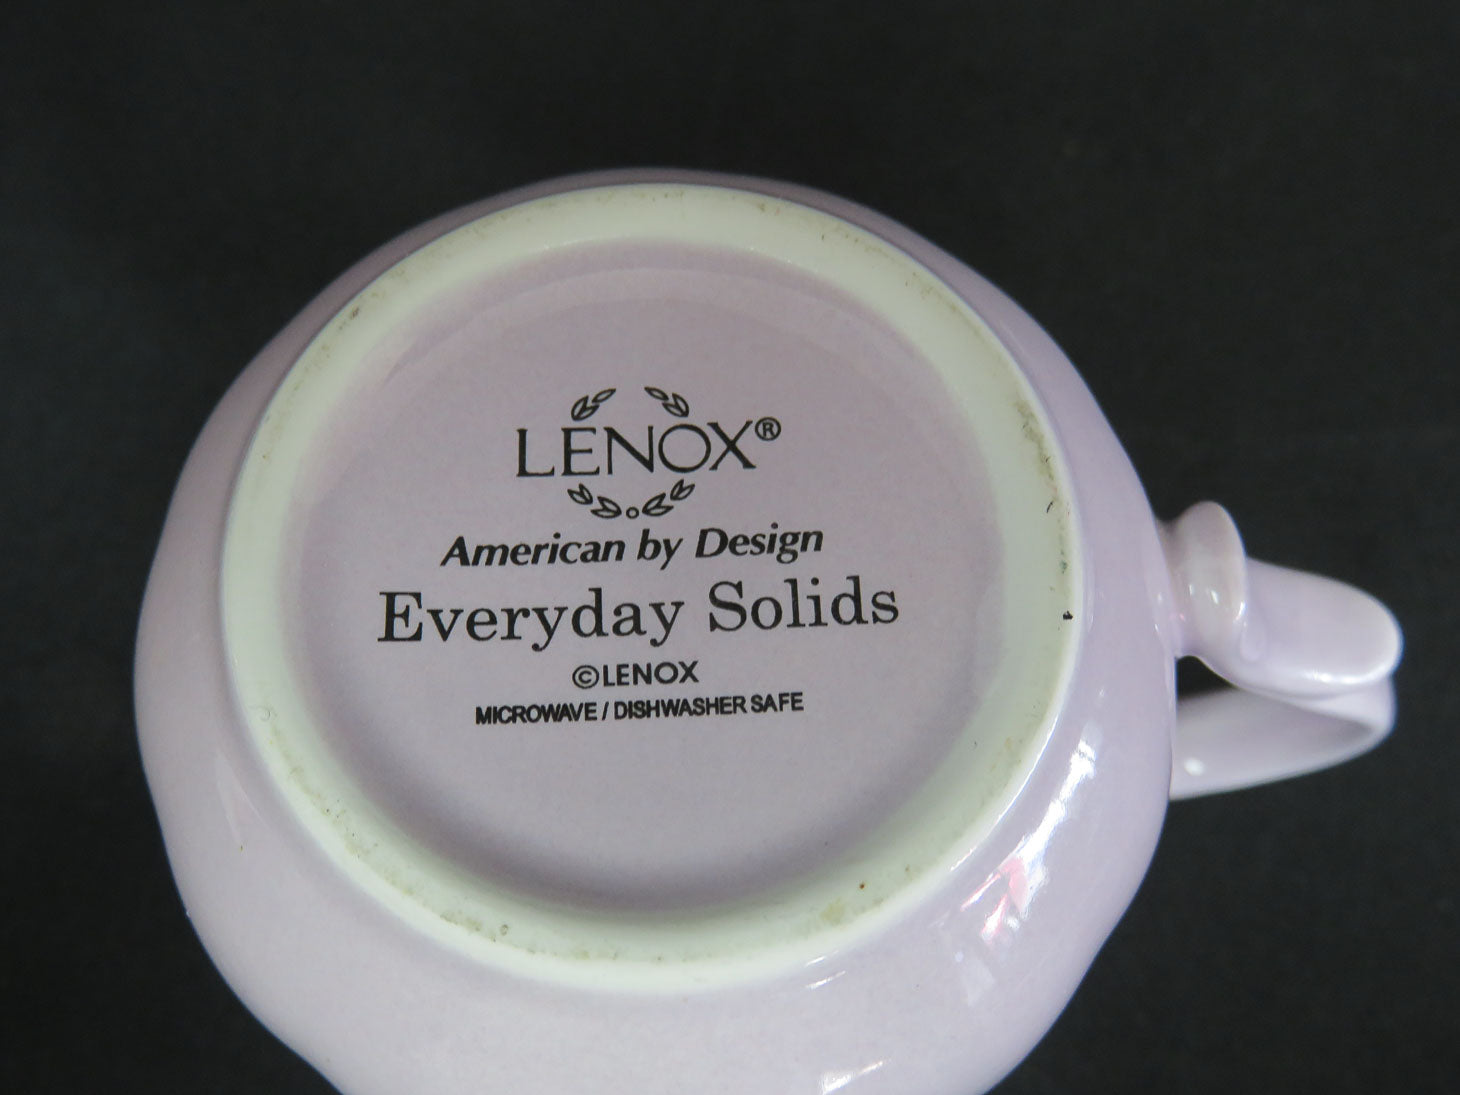 LENOX®
American by Design
Everyday Solids
©LENOX
MICROWAVE / DISHWASHER SAFE